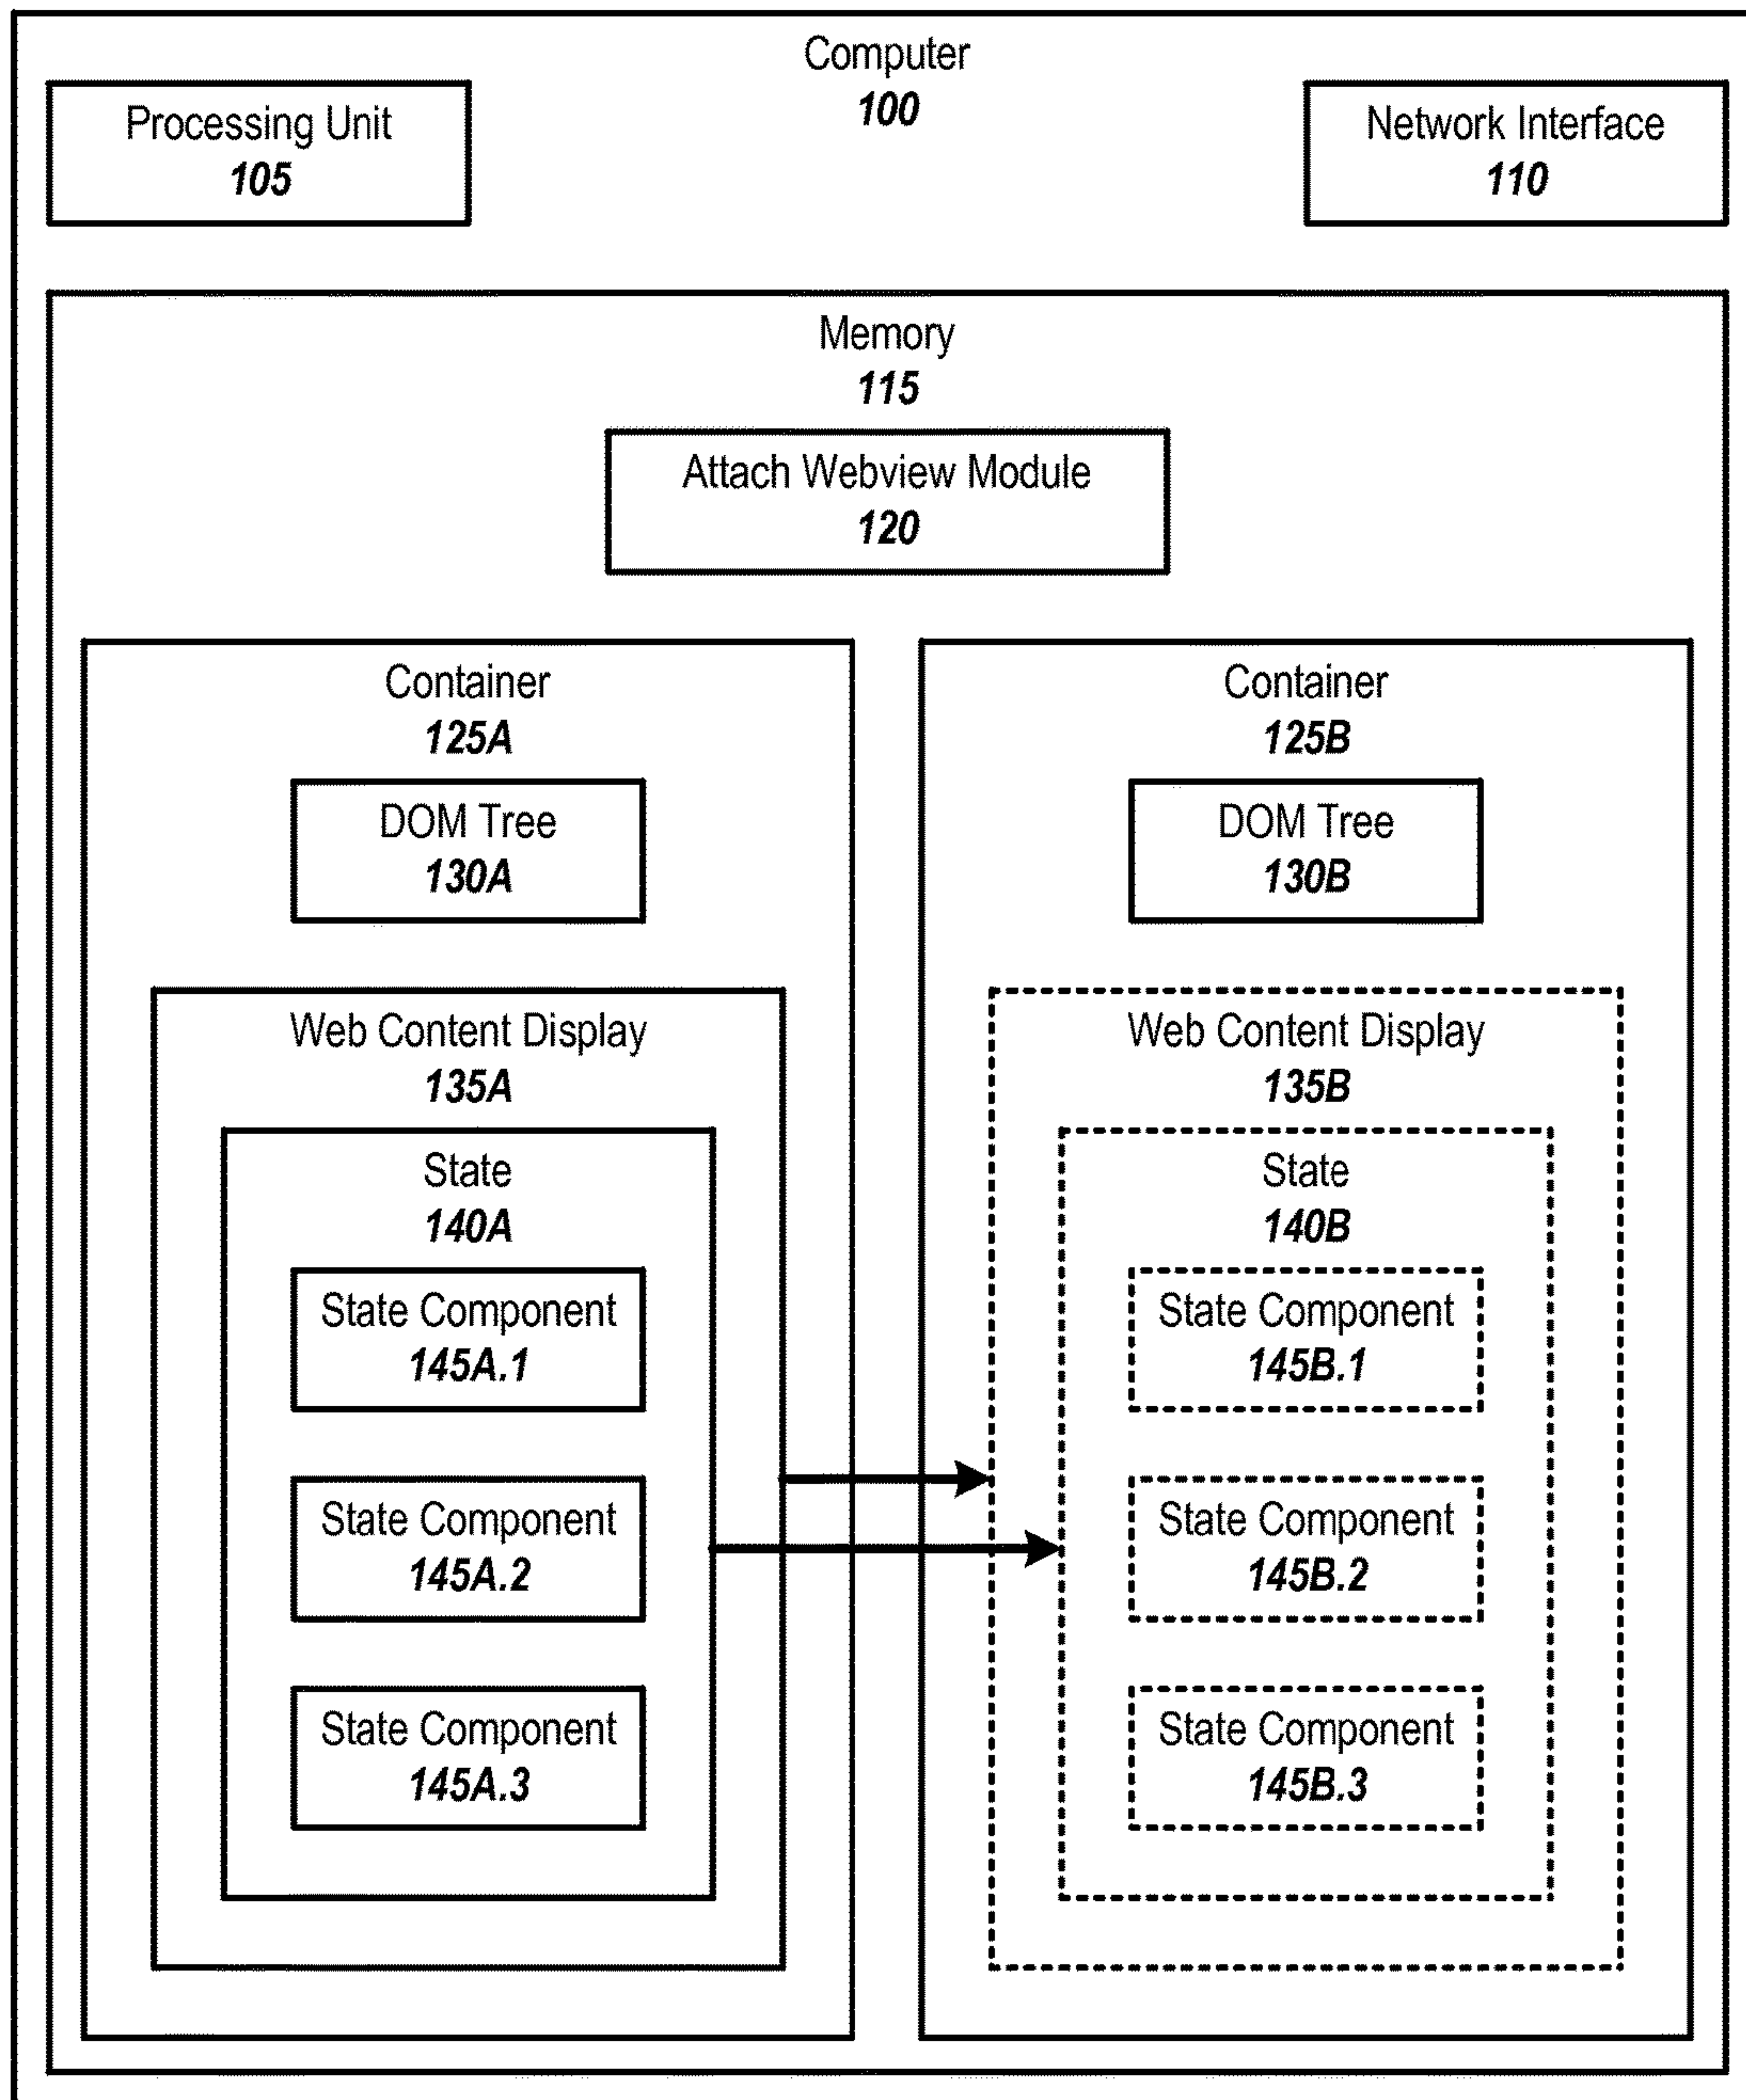 Computer
100
Processing Unit
105
Network Interface
110
Memory
115
Attach Webview Module
120
Container
125A
DOM Tree
130A
Web Content Display
135A
State
140A
State Component
145A.1
State Component
145A.2
State Component
145A.3
Container
125B
DOM Tree
130B
Web Content Display
135B
State
140B
State Component
145B.1
State Component
145B.2
State Component
145B.3